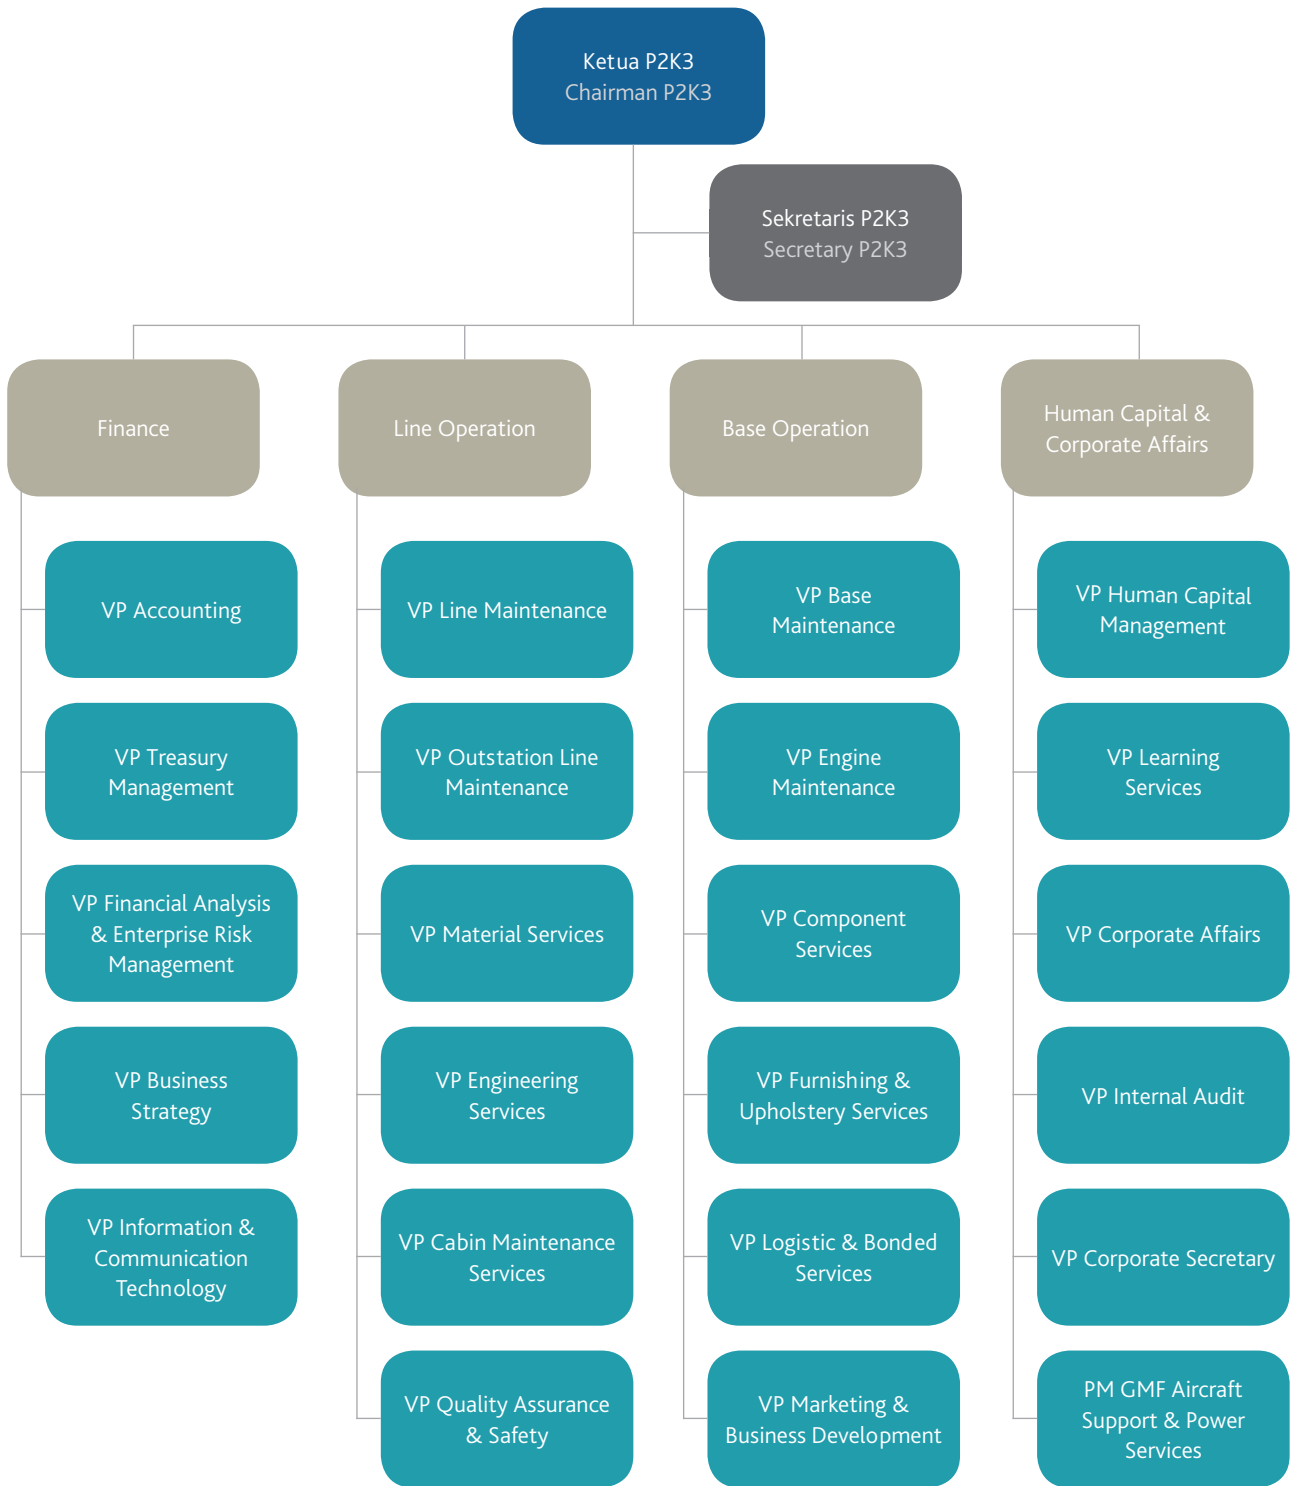 Ketua P2K3
Chairman P2K3
Sekretaris P2K3
Secretary P2K3
Finance
Line Operation
Base Operation
Human Capital &
Corporate Affairs
VP Accounting
VP Treasury
Management
VP Financial Analysis
& Enterprise Risk
Management
VP Business
Strategy
VP Information &
Communication
Technology
VP Line Maintenance
VP Outstation Line
Maintenance
VP Material Services
VP Engineering
Services
VP Cabin Maintenance
Services
VP Quality Assurance
& Safety
VP Base
Maintenance
VP Engine
Maintenance
VP Component
Services
VP Furnishing &
Upholstery Services
VP Logistic & Bonded
Services
VP Marketing &
Business Development
VP Human Capital
Management
VP Learning
Services
VP Corporate Affairs
VP Internal Audit
VP Corporate Secretary
PM GMF Aircraft
Support & Power
Services